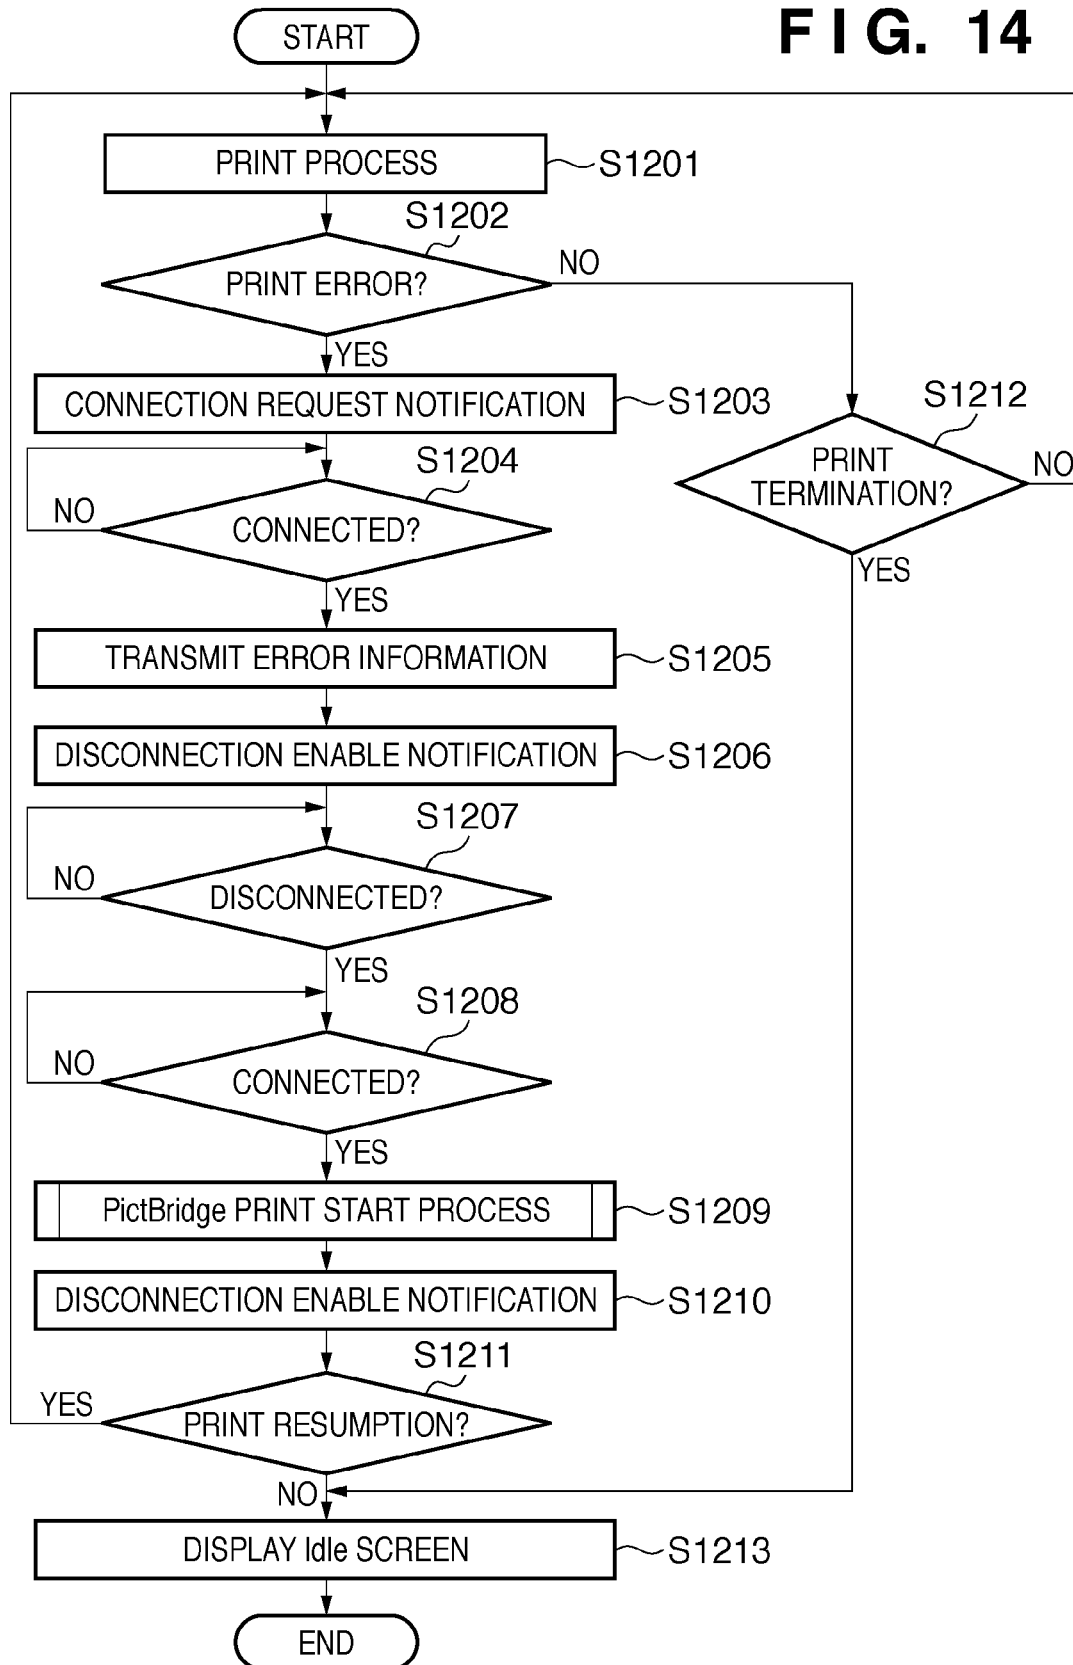 FIG. 14
START
PRINT PROCESS
S1201
S1202
PRINT ERROR?
NO
YES
CONNECTION REQUEST NOTIFICATION
S1203
S1212
PRINT
TERMINATION?
NO
YES
S1204
CONNECTED?
NO
YES
TRANSMIT ERROR INFORMATION
S1205
DISCONNECTION ENABLE NOTIFICATION
S1206
S1207
DISCONNECTED?
NO
YES
S1208
CONNECTED?
NO
YES
PictBridge PRINT START PROCESS
S1209
DISCONNECTION ENABLE NOTIFICATION
S1210
S1211
YES
PRINT RESUMPTION?
NO
DISPLAY Idle SCREEN
S1213
END